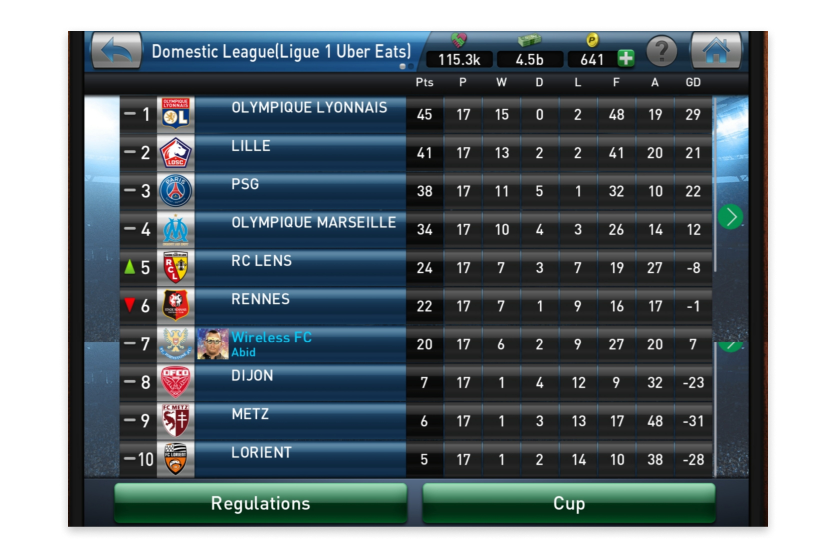 Domestic League(Ligue 1 Uber Eats)
115.3k 4.5b 641
Pts P W D L F A GD
1 OLYMPIQUE LYONNAIS 45 17 15 0 2 48 19 29
2 LILLE 41 17 13 2 2 41 20 21
3 PSG 38 17 11 5 1 32 10 22
4 OLYMPIQUE MARSEILLE 34 17 10 4 3 26 14 12
5 RC LENS 24 17 7 3 7 19 27 -8
6 RENNES 22 17 7 1 9 16 17 -1
7 Wireless FC 20 17 6 2 9 27 20 7
Abid
8 DIJON 7 17 1 4 12 9 32 -23
9 METZ 6 17 1 3 13 17 48 -31
10 LORIENT 5 17 1 2 14 10 38 -28
Regulations Cup